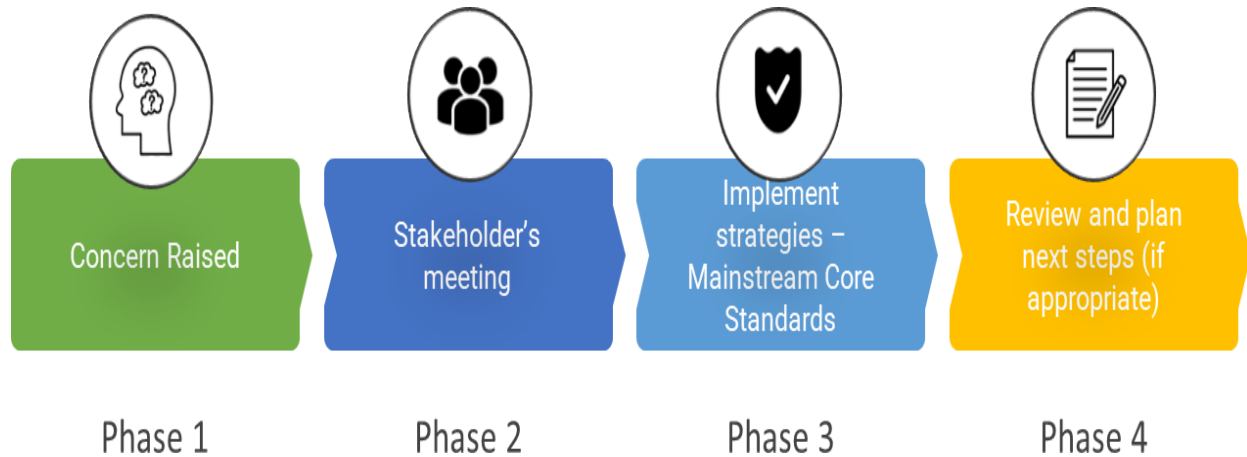 Concern Raised
Stakeholder’s
meeting
Implement
strategies –
Mainstream Core
Standards
Review and plan
next steps (if
appropriate)
Phase 1
Phase 2
Phase 3
Phase 4